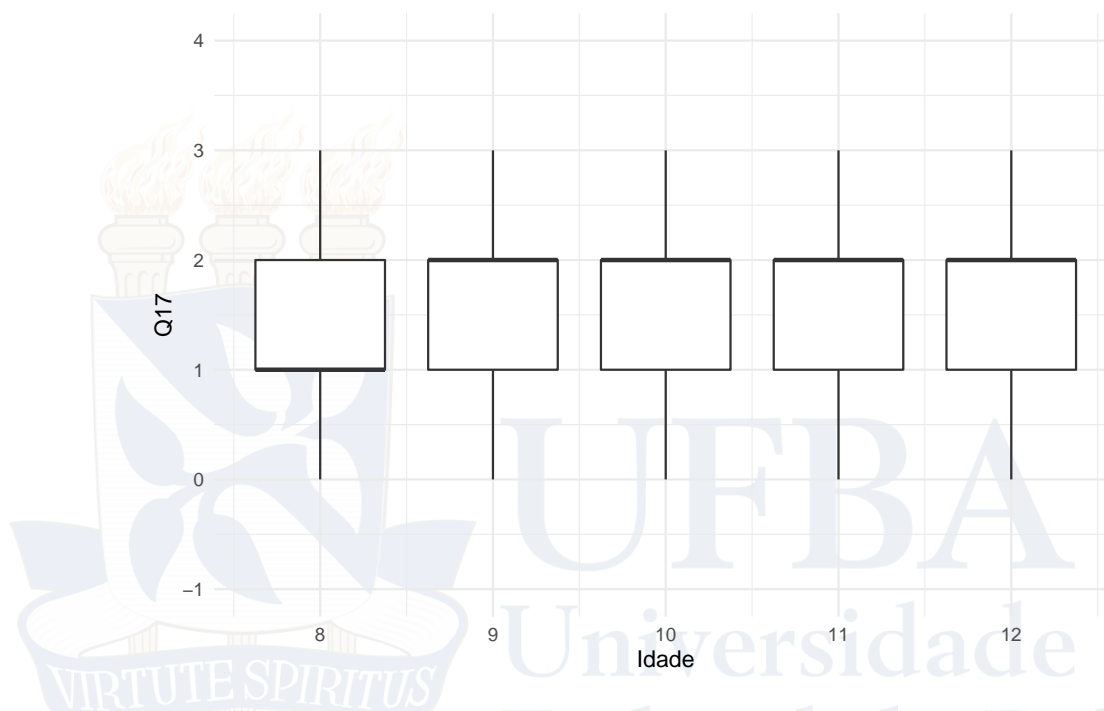 4
3
2
1
0
−1
Q17
8 9 10 11 12
Idade
UFBA
Universidade
VIRTUTE SPIRITUS